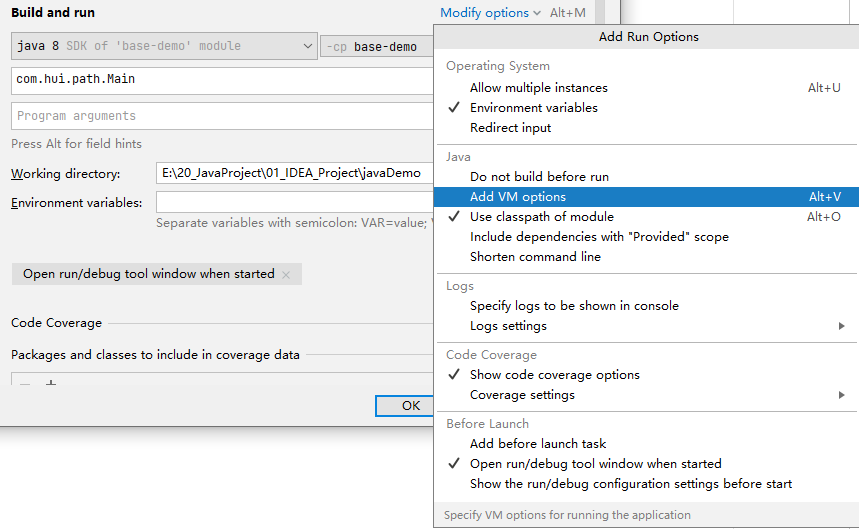 Build and run
Modify options Alt+M
java 8 SDK of 'base-demo' module
-cp base-demo
com.hui.path.Main
Program arguments
Press Alt for field hints
Working directory: E:\20_JavaProject\01_IDEA_Project\javaDemo
Environment variables:
Separate variables with semicolon: VAR=value;
Open run/debug tool window when started ×
Code Coverage
Packages and classes to include in coverage data
OK
Add Run Options
Operating System
Allow multiple instances Alt+U
Environment variables
Redirect input
Java
Do not build before run
Add VM options Alt+V
Use classpath of module Alt+O
Include dependencies with "Provided" scope
Shorten command line
Logs
Specify logs to be shown in console
Logs settings
Code Coverage
Show code coverage options
Coverage settings
Before Launch
Add before launch task
Open run/debug tool window when started
Show the run/debug configuration settings before start
Specify VM options for running the application